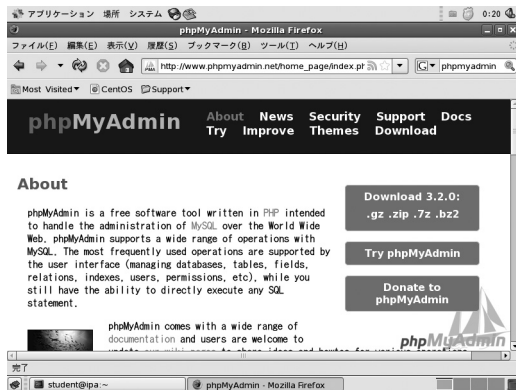 アプリケーション 場所 システム 0:20
phpMyAdmin - Mozilla Firefox
ファイル(F) 編集(E) 表示(V) 履歴(S) ブックマーク(B) ツール(T) ヘルプ(H)
http://www.phpmyadmin.net/home_page/index.ph G phpmyadmin
Most Visited CentOS Support
phpMyAdmin
About News Security Support Docs
Try Improve Themes Download
About
phpMyAdmin is a free software tool written in PHP intended
to handle the administration of MySQL over the World Wide
Web. phpMyAdmin supports a wide range of operations with
MySQL. The most frequently used operations are supported by
the user interface (managing databases, tables, fields,
relations, indexes, users, permissions, etc), while you
still have the ability to directly execute any SQL
statement.
Download 3.2.0:
.gz .zip .7z .bz2
Try phpMyAdmin
Donate to
phpMyAdmin
phpMyAdmin comes with a wide range of
documentation and users are welcome to
phpMyAdmin
完了
student@ipa:~ phpMyAdmin - Mozilla Firefox